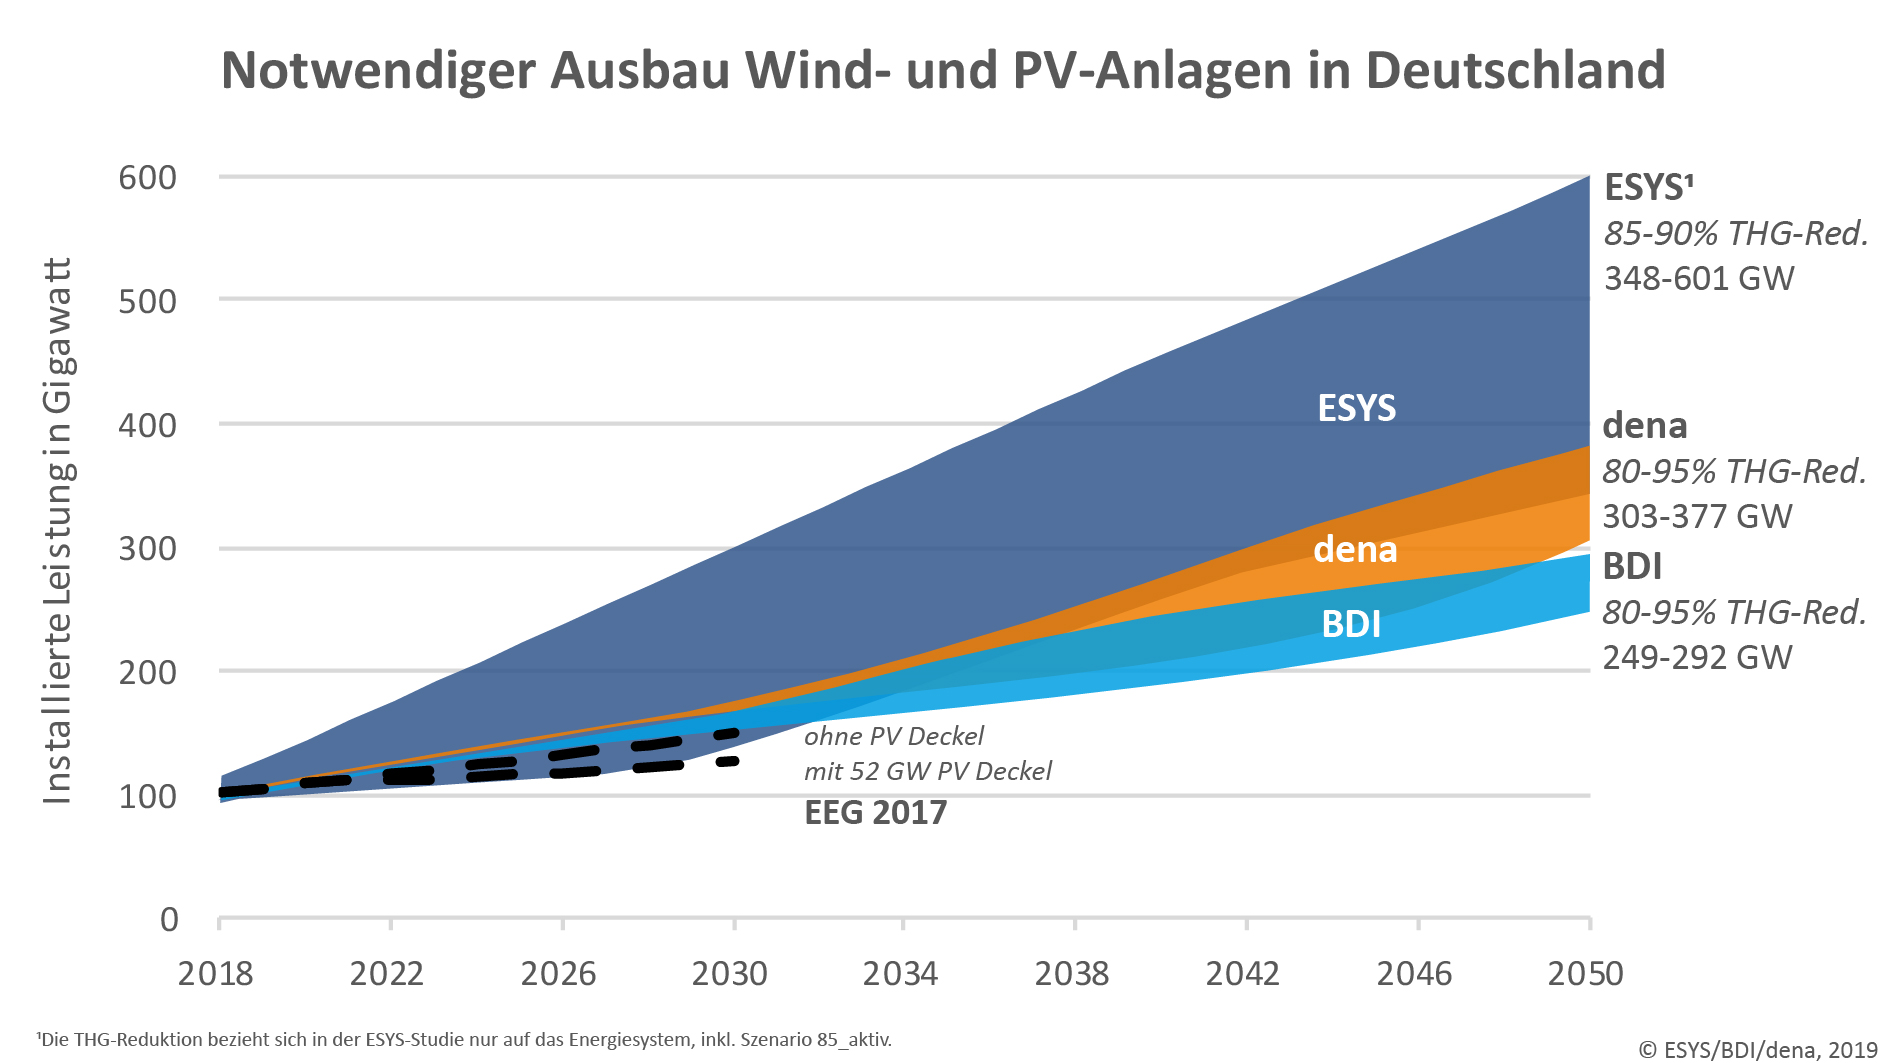 Notwendiger Ausbau Wind- und PV-Anlagen in Deutschland
Installierte Leistung in Gigawatt
600
500
400
300
200
100
0
ESYS
dena
BDI
ESYS¹
85-90% THG-Red.
348-601 GW
dena
80-95% THG-Red.
303-377 GW
BDI
80-95% THG-Red.
249-292 GW
ohne PV Deckel
mit 52 GW PV Deckel
EEG 2017
2018 2022 2026 2030 2034 2038 2042 2046 2050
¹Die THG-Reduktion bezieht sich in der ESYS-Studie nur auf das Energiesystem, inkl. Szenario 85_aktiv.
© ESYS/BDI/dena, 2019